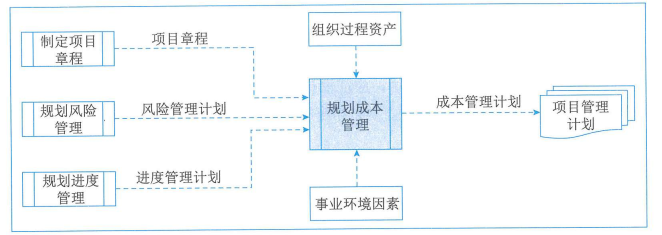 组织过程资产
制定项目
章程
项目章程
规划风险
管理
风险管理计划
规划成本
管理
成本管理计划
项目管理
计划
规划进度
管理
进度管理计划
事业环境因素